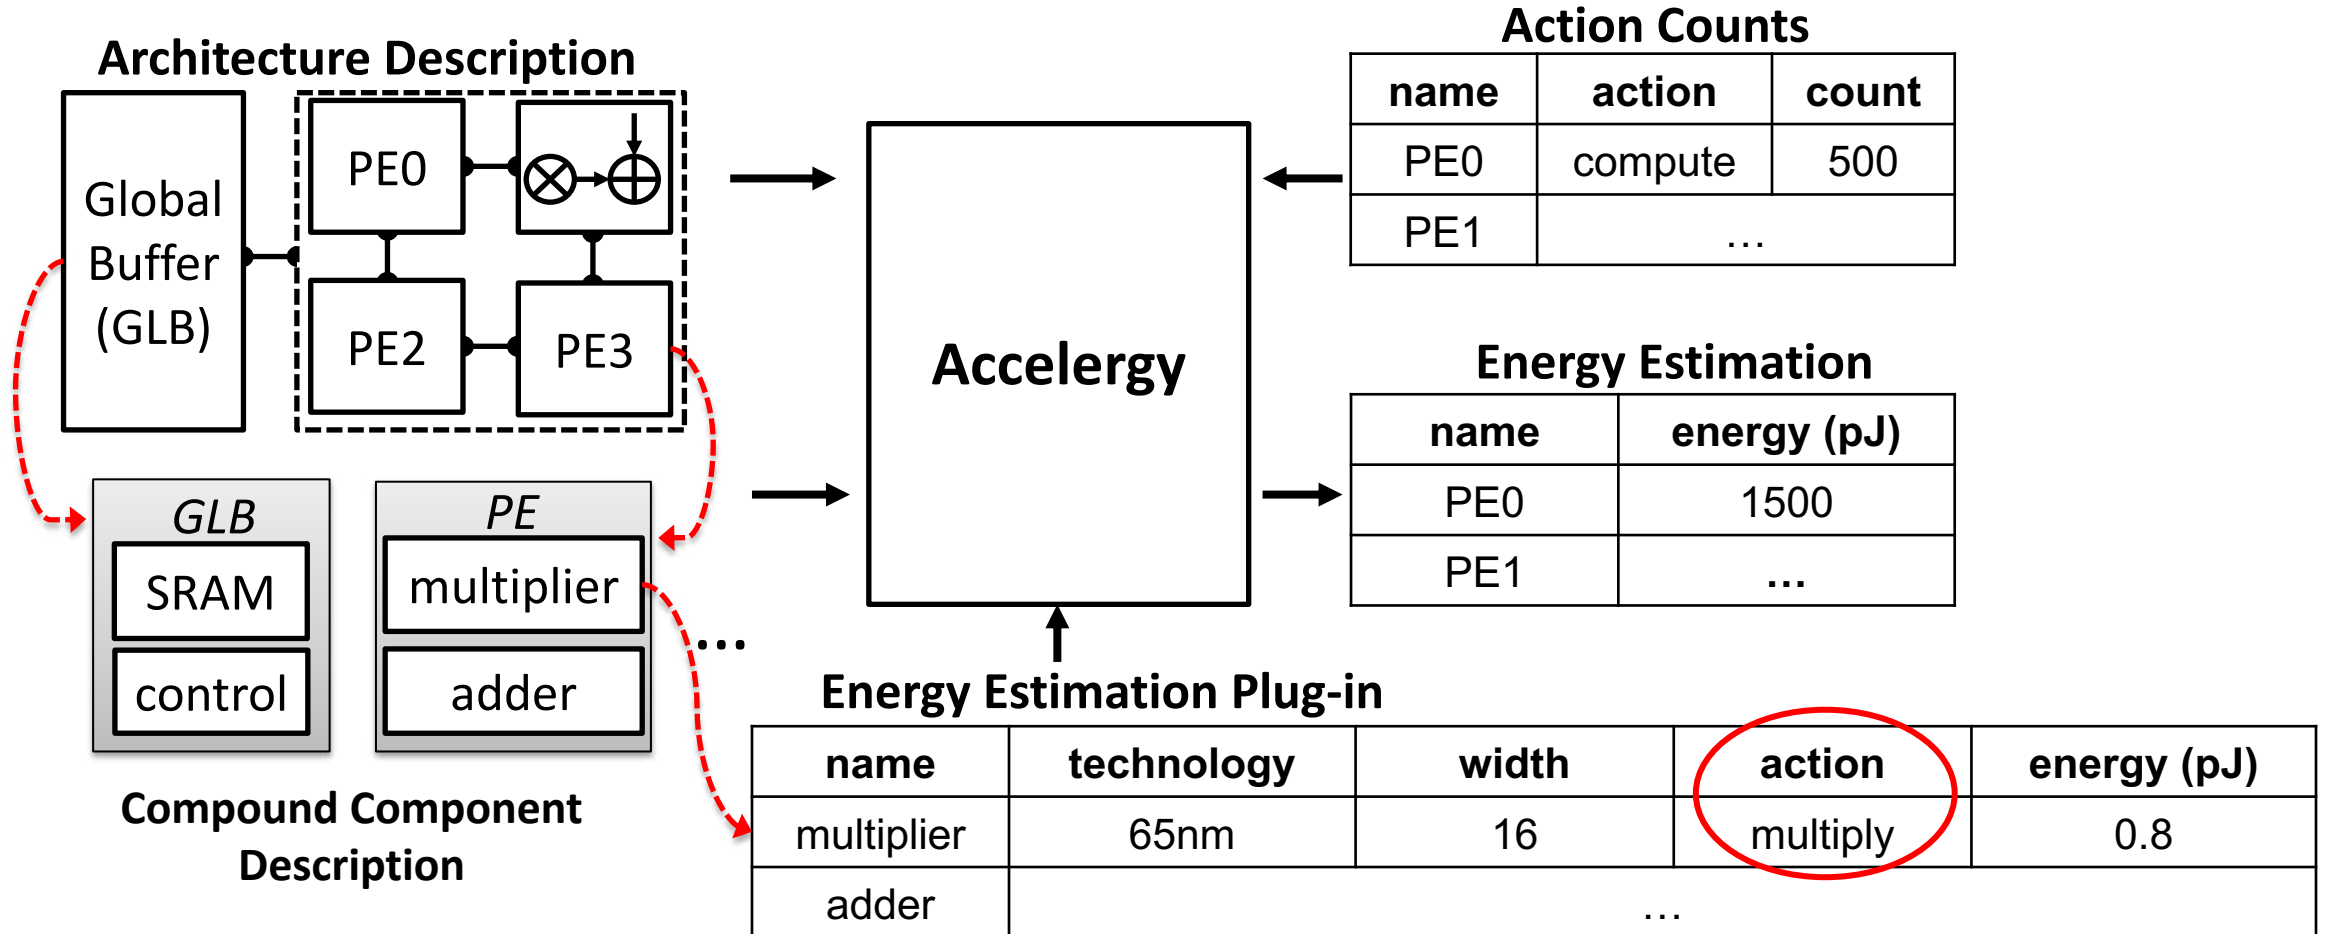 Architecture Description
Global
Buffer
(GLB)
PE0
PE2
PE3
GLB
SRAM
control
PE
multiplier
adder
...
Compound Component
Description
Accelergy
Action Counts
name action count
PE0 compute 500
PE1 ...
Energy Estimation
name energy (pJ)
PE0 1500
PE1 ...
Energy Estimation Plug-in
name technology width action energy (pJ)
multiplier 65nm 16 multiply 0.8
adder ...